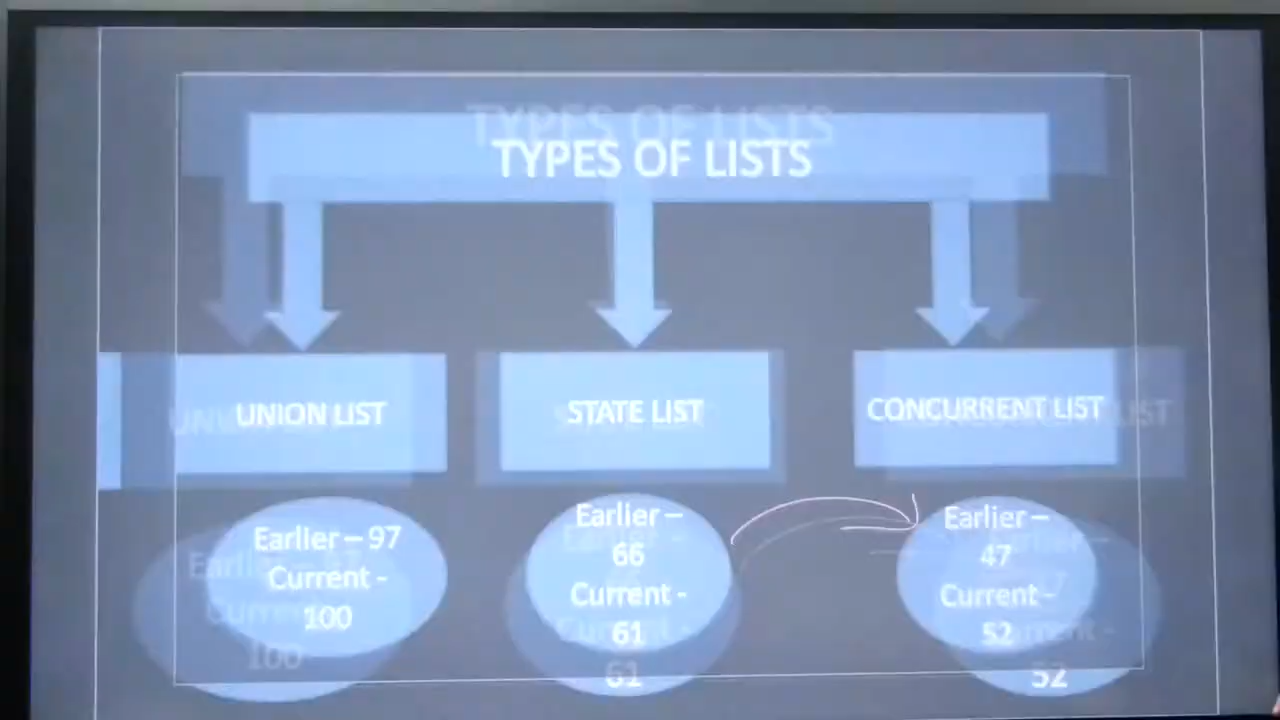 TYPES OF LISTS
UNION LIST
STATE LIST
CONCURRENT LIST
Earlier – 97
Current -
100
Earlier –
66
Current -
61
Earlier –
47
Current -
52